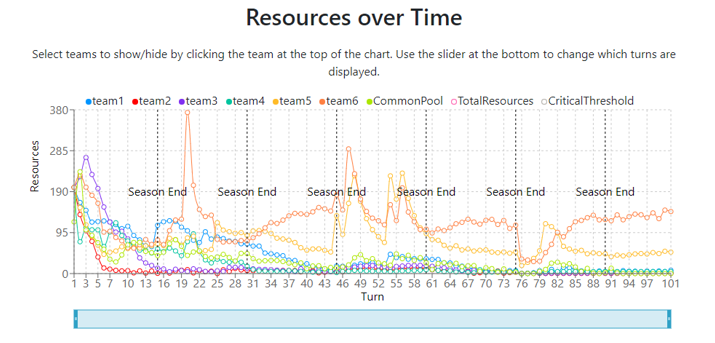 Resources over Time
Select teams to show/hide by clicking the team at the top of the chart. Use the slider at the bottom to change which turns are
displayed.
team1 team2 team3 team4 team5 team6 CommonPool TotalResources CriticalThreshold
380
285
190
95
0
Resources
Season End Season End Season End Season End Season End Season End
1 3 5 7 10 13 16 19 22 25 28 31 34 37 40 43 46 49 52 55 58 61 64 67 70 73 76 79 82 85 88 91 94 97 101
Turn